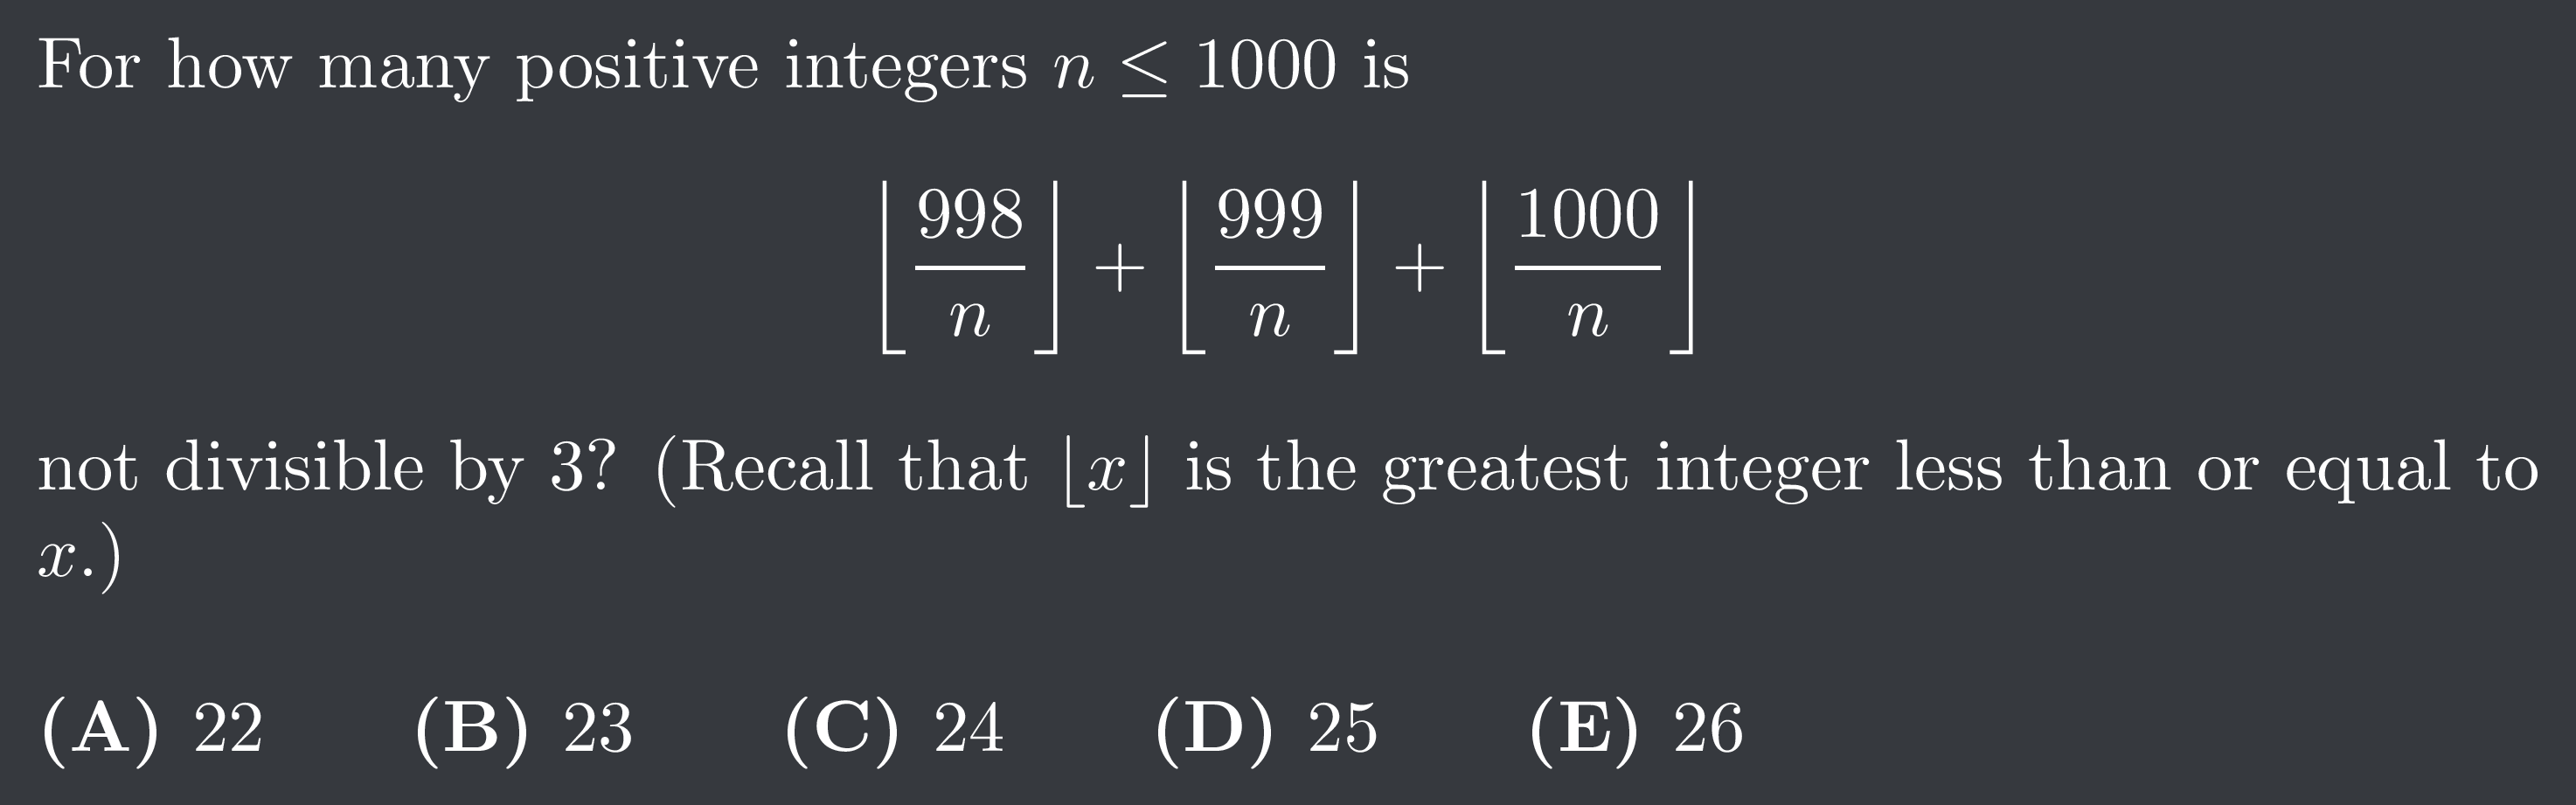 For how many positive integers n ≤ 1000 is
⌊998/n⌋ + ⌊999/n⌋ + ⌊1000/n⌋
not divisible by 3? (Recall that ⌊x⌋ is the greatest integer less than or equal to
x.)
(A) 22 (B) 23 (C) 24 (D) 25 (E) 26